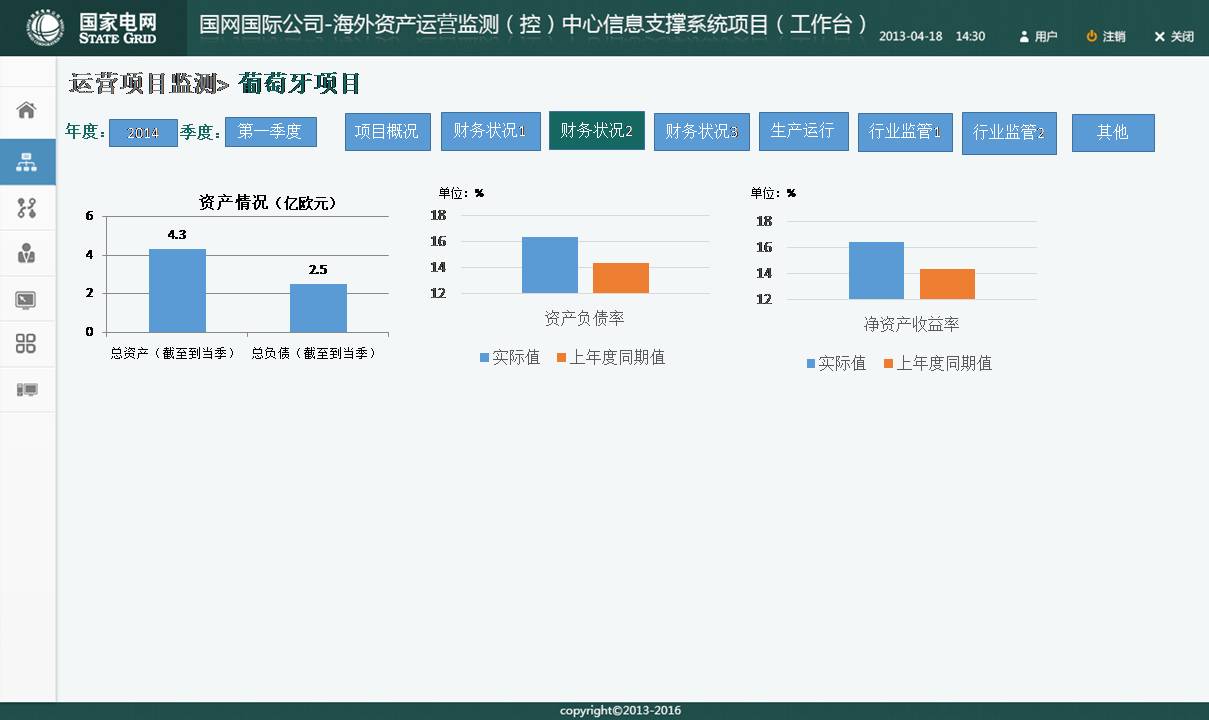 国家电网
STATE GRID
国网国际公司-海外资产运营监测（控）中心信息支撑系统项目（工作台）
2013-04-18 14:30 用户 注销 关闭
运营项目监测> 葡萄牙项目
年度： 2014 季度： 第一季度 项目概况 财务状况1 财务状况2 财务状况3 生产运行 行业监管1 行业监管2 其他
资产情况（亿欧元）
6
4
2
0
4.3
2.5
总资产（截至到当季） 总负债（截至到当季）
单位：%
18
16
14
12
资产负债率
实际值 上年度同期值
单位：%
18
16
14
12
净资产收益率
实际值 上年度同期值
copyright©2013-2016